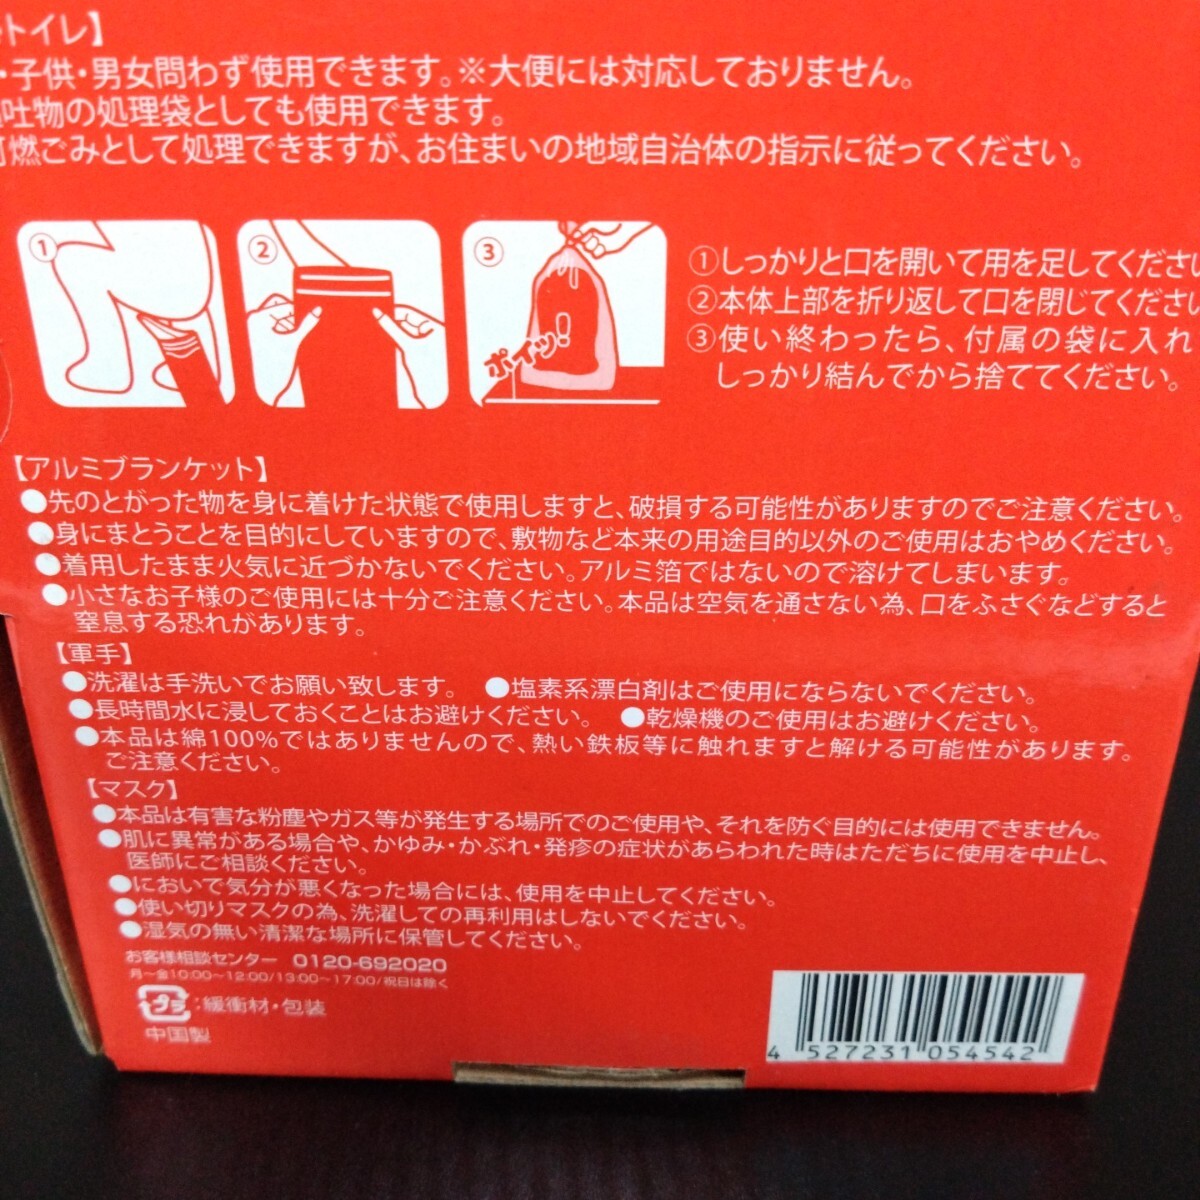 トイレ】
・子供・男女問わず使用できます。※大便には対応しておりません。
吐物の処理袋としても使用できます。
可燃ごみとして処理できますが、お住まいの地域自治体の指示に従ってください。
①
②
③
ポイッ!
①しっかりと口を開いて用を足してくださ
②本体上部を折り返して口を閉じてくださ
③使い終わったら、付属の袋に入れ
しっかり結んでから捨ててください。
【アルミブランケット】
●先のとがった物を身に着けた状態で使用しますと、破損する可能性がありますのでご注意ください。
●身にまとうことを目的にしていますので、敷物など本来の用途目的以外のご使用はおやめください。
●着用したまま火気に近づかないでください。アルミ箔ではないので溶けてしまいます。
●小さなお子様のご使用には十分ご注意ください。本品は空気を通さない為、口をふさぐなどすると
窒息する恐れがあります。
【軍手】
●洗濯は手洗いでお願い致します。 ●塩素系漂白剤はご使用にならないでください。
●長時間水に浸しておくことはお避けください。 ●乾燥機のご使用はお避けください。
●本品は綿100%ではありませんので、熱い鉄板等に触れますと解ける可能性があります。
ご注意ください。
【マスク】
●本品は有害な粉塵やガス等が発生する場所でのご使用や、それを防ぐ目的には使用できません。
●肌に異常がある場合や、かゆみ・かぶれ・発疹の症状があらわれた時はただちに使用を中止し、
医師にご相談ください。
●においで気分が悪くなった場合には、使用を中止してください。
●使い切りマスクの為、洗濯しての再利用はしないでください。
●湿気の無い清潔な場所に保管してください。
お客様相談センター 0120-692020
月〜金10:00〜12:00/13:00〜17:00/祝日は除く
プラ:緩衝材・包装
中国製
4 527231 054542